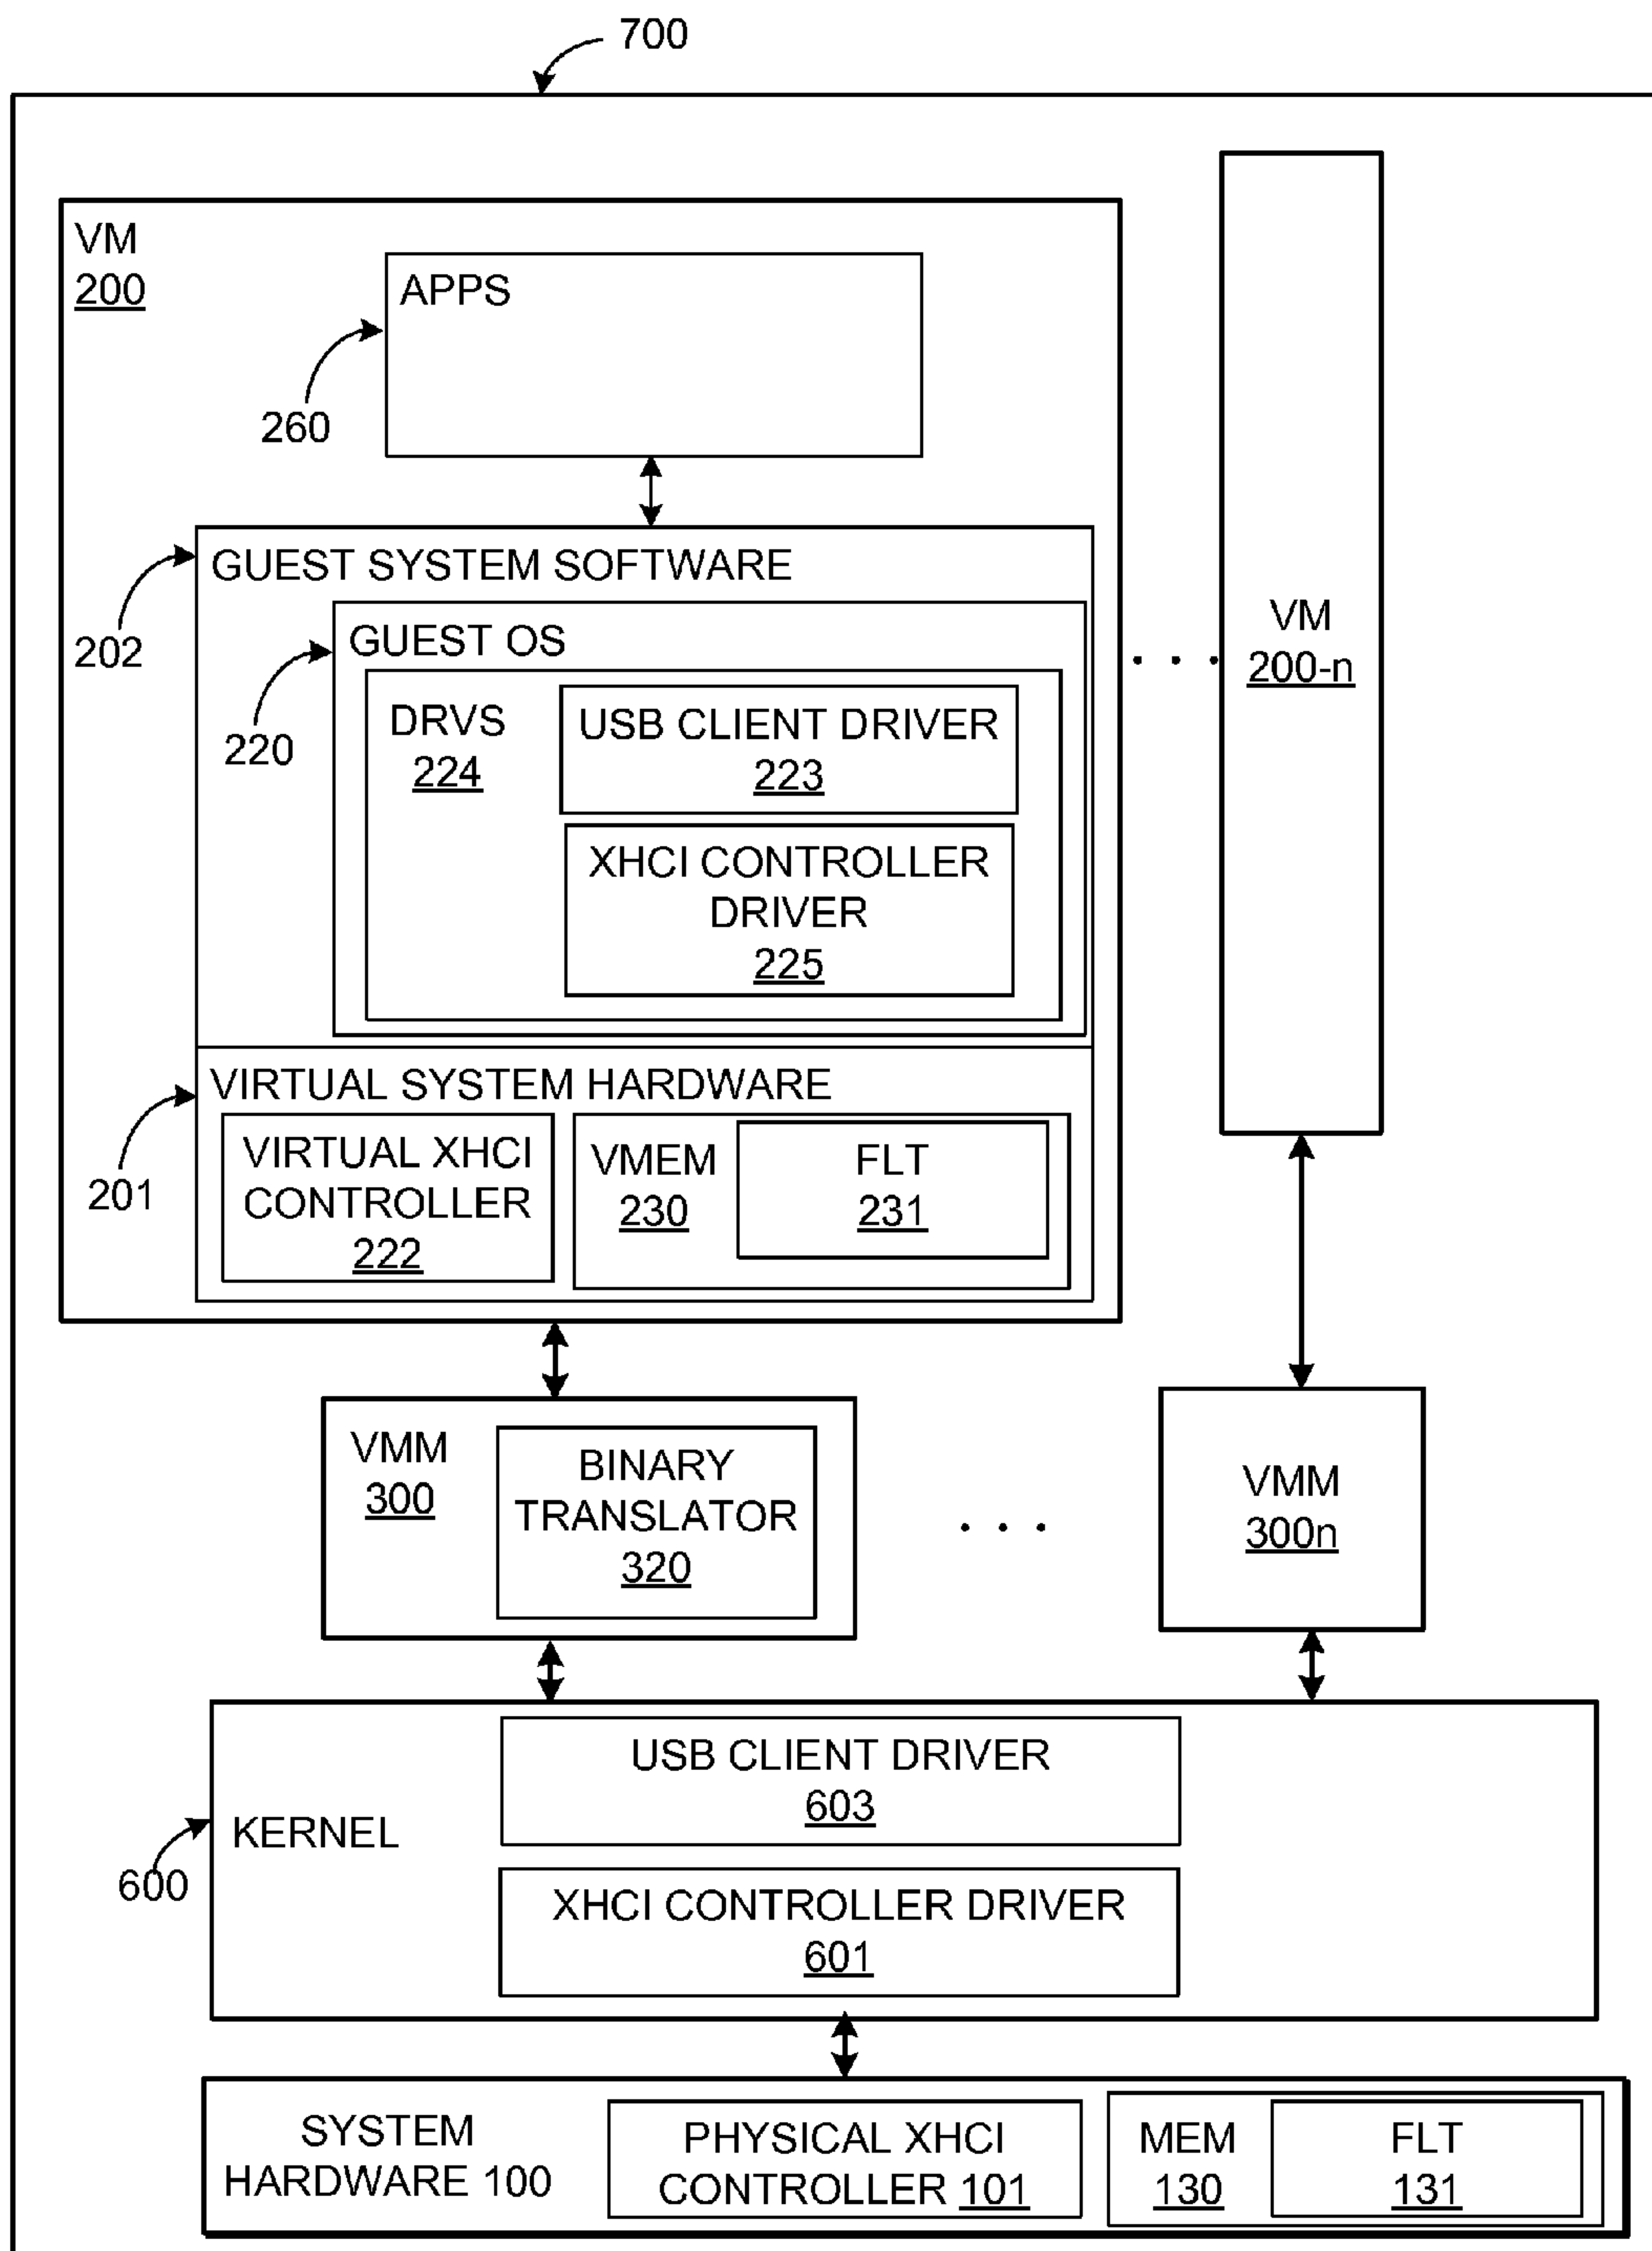 700
VM
200
APPS
260
GUEST SYSTEM SOFTWARE
202
GUEST OS
220
DRVS
224
USB CLIENT DRIVER
223
XHCI CONTROLLER
DRIVER
225
VIRTUAL SYSTEM HARDWARE
201
VIRTUAL XHCI
CONTROLLER
222
VMEM
230
FLT
231
. . .
VM
200-n
VMM
300
BINARY
TRANSLATOR
320
. . .
VMM
300n
KERNEL
600
USB CLIENT DRIVER
603
XHCI CONTROLLER DRIVER
601
SYSTEM
HARDWARE 100
PHYSICAL XHCI
CONTROLLER 101
MEM
130
FLT
131